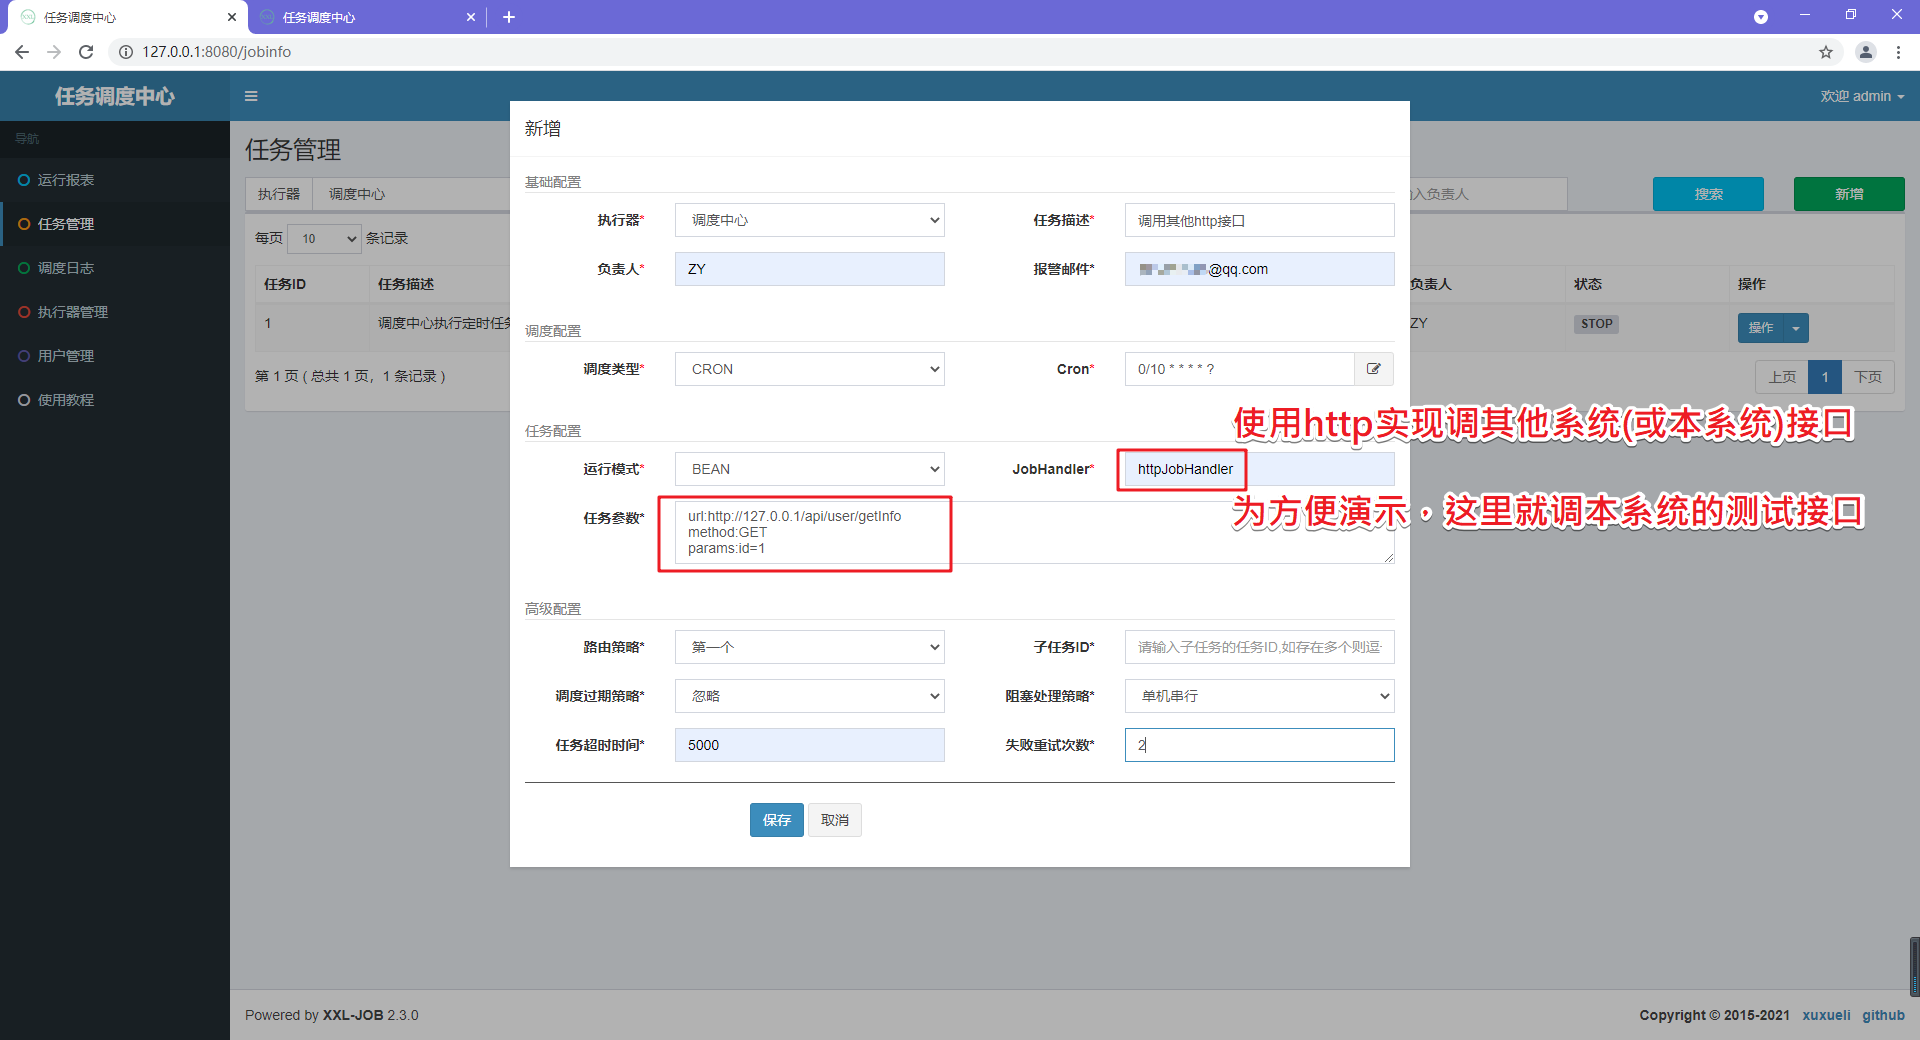 任务调度中心
任务调度中心
127.0.0.1:8080/jobinfo
任务调度中心
欢迎 admin
导航
运行报表
任务管理
调度日志
执行器管理
用户管理
使用教程
任务管理
执行器
调度中心
入负责人
搜索
新增
每页 10 条记录
任务ID
任务描述
负责人
状态
操作
1
调度中心执行定时任务
ZY
STOP
操作
第 1 页 ( 总共 1 页，1 条记录 )
上页
1
下页
新增
基础配置
执行器*
调度中心
任务描述*
调用其他http接口
负责人*
ZY
报警邮件*
@qq.com
调度配置
调度类型*
CRON
Cron*
0/10 * * * * ?
任务配置
使用http实现调其他系统(或本系统)接口
运行模式*
BEAN
JobHandler*
httpJobHandler
为方便演示，这里就调本系统的测试接口
任务参数*
url:http://127.0.0.1/api/user/getInfo
method:GET
params:id=1
高级配置
路由策略*
第一个
子任务ID*
请输入子任务的任务ID,如存在多个则逗
调度过期策略*
忽略
阻塞处理策略*
单机串行
任务超时时间*
5000
失败重试次数*
2
保存
取消
Powered by XXL-JOB 2.3.0
Copyright © 2015-2021 xuxueli github